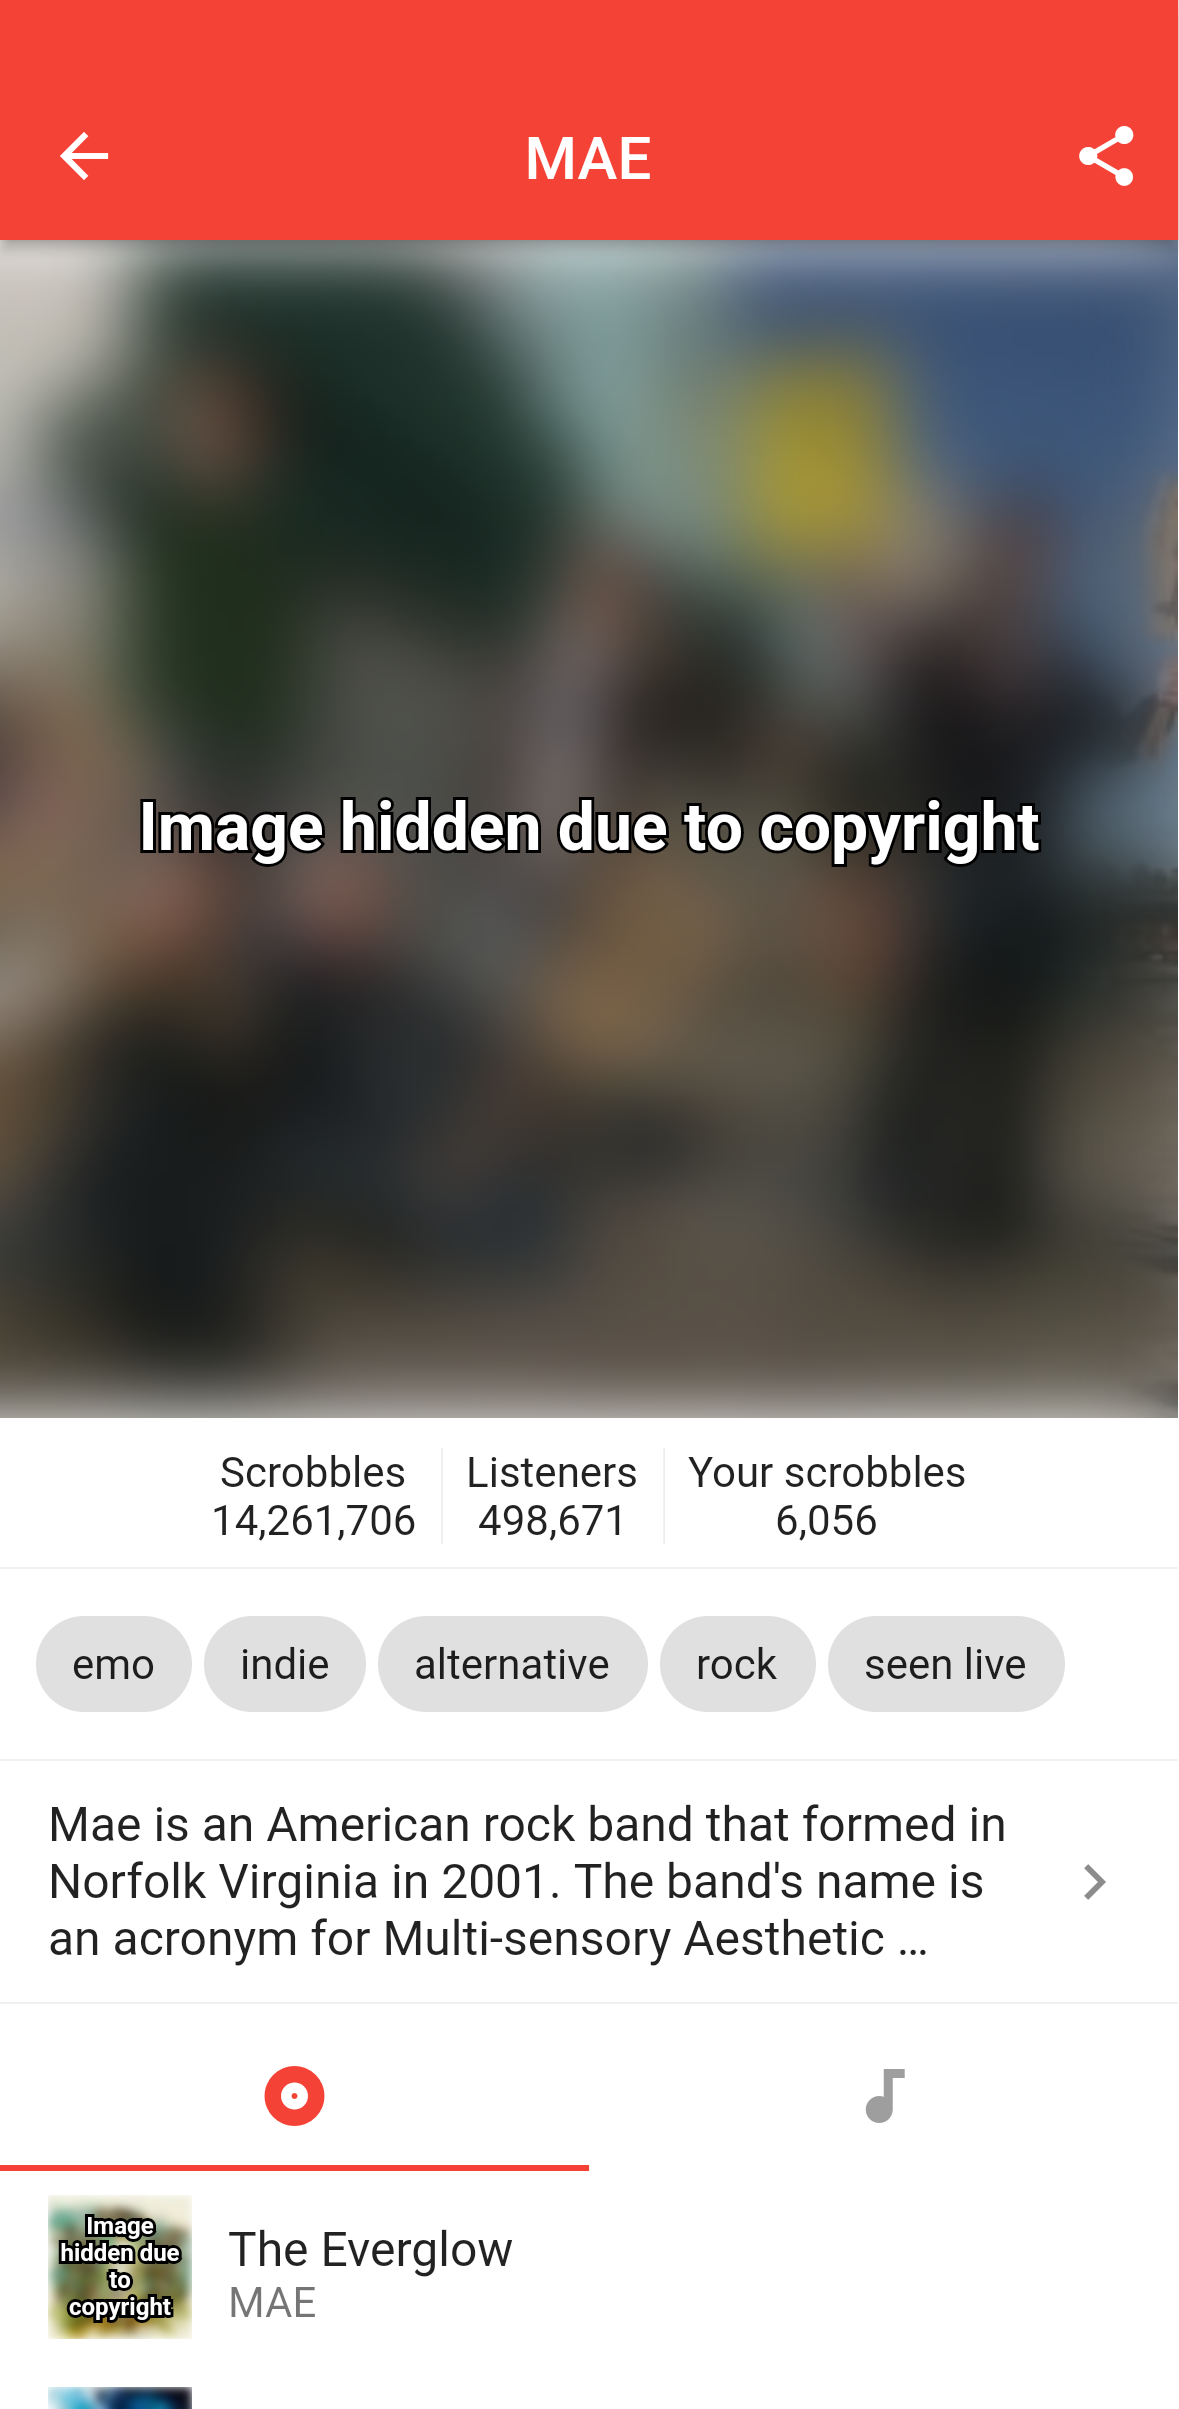 MAE
Image hidden due to copyright
Scrobbles
14,261,706
Listeners
498,671
Your scrobbles
6,056
emo
indie
alternative
rock
seen live
Mae is an American rock band that formed in
Norfolk Virginia in 2001. The band's name is
an acronym for Multi-sensory Aesthetic ...
Image
hidden due
to
copyright
The Everglow
MAE